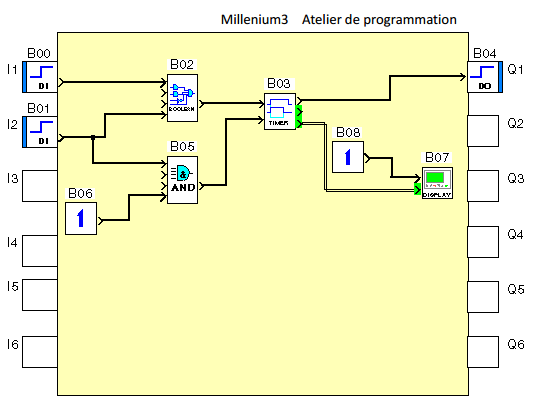 Millenium3 Atelier de programmation
B00
B02
B04
I1
Q1
DI
BOOLEAN
B03
DO
B01
I2
TIMER
Q2
DI
B05
B08
1
B07
I3
AND
DISPLAY
Q3
B06
1
I4
Q4
I5
Q5
I6
Q6